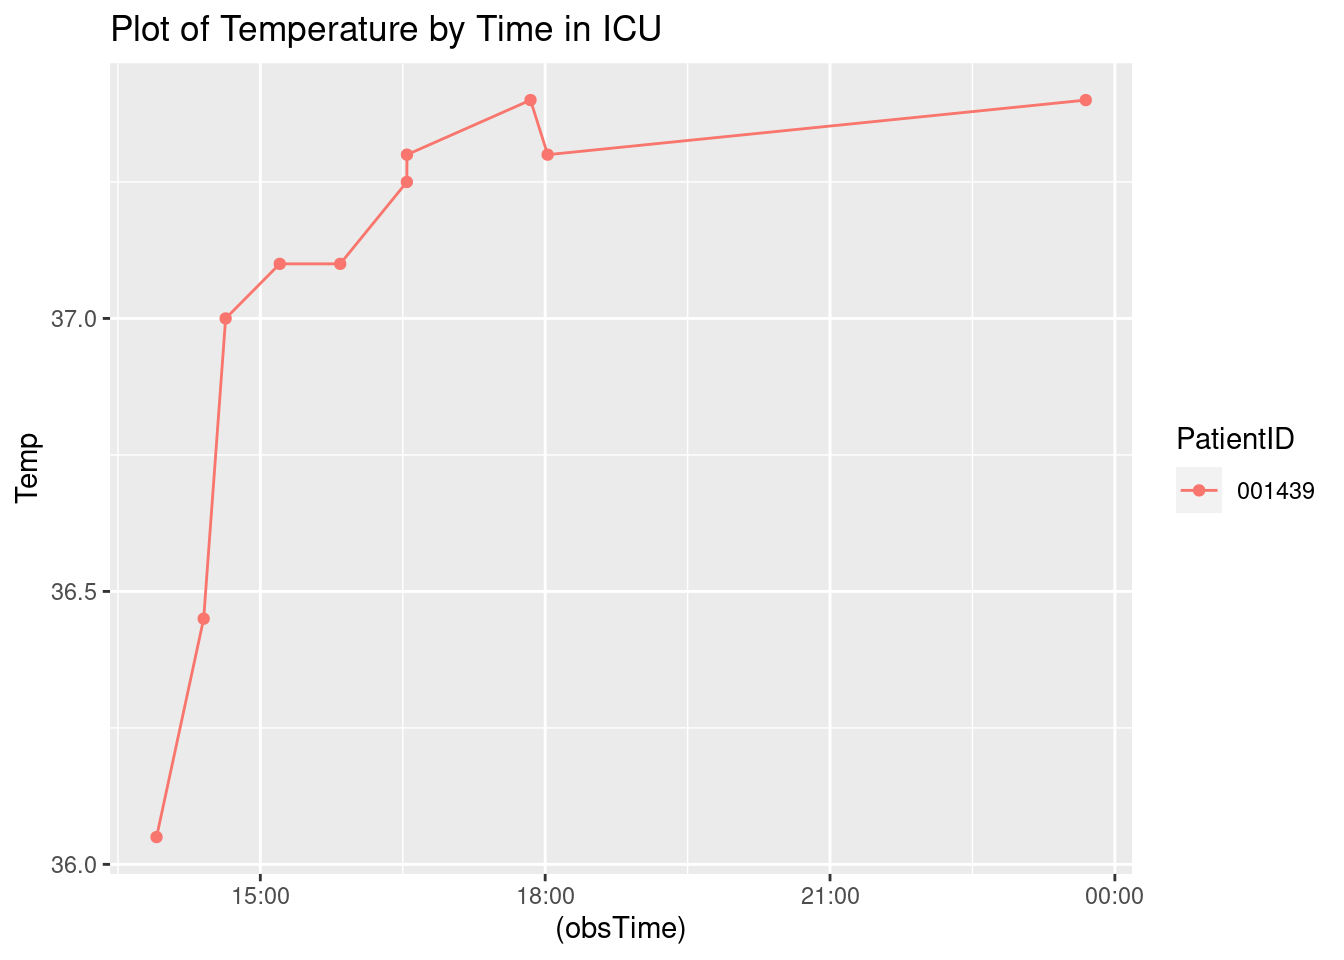 Plot of Temperature by Time in ICU
Temp
37.0
36.5
36.0
15:00
18:00
21:00
00:00
(obsTime)
PatientID
001439